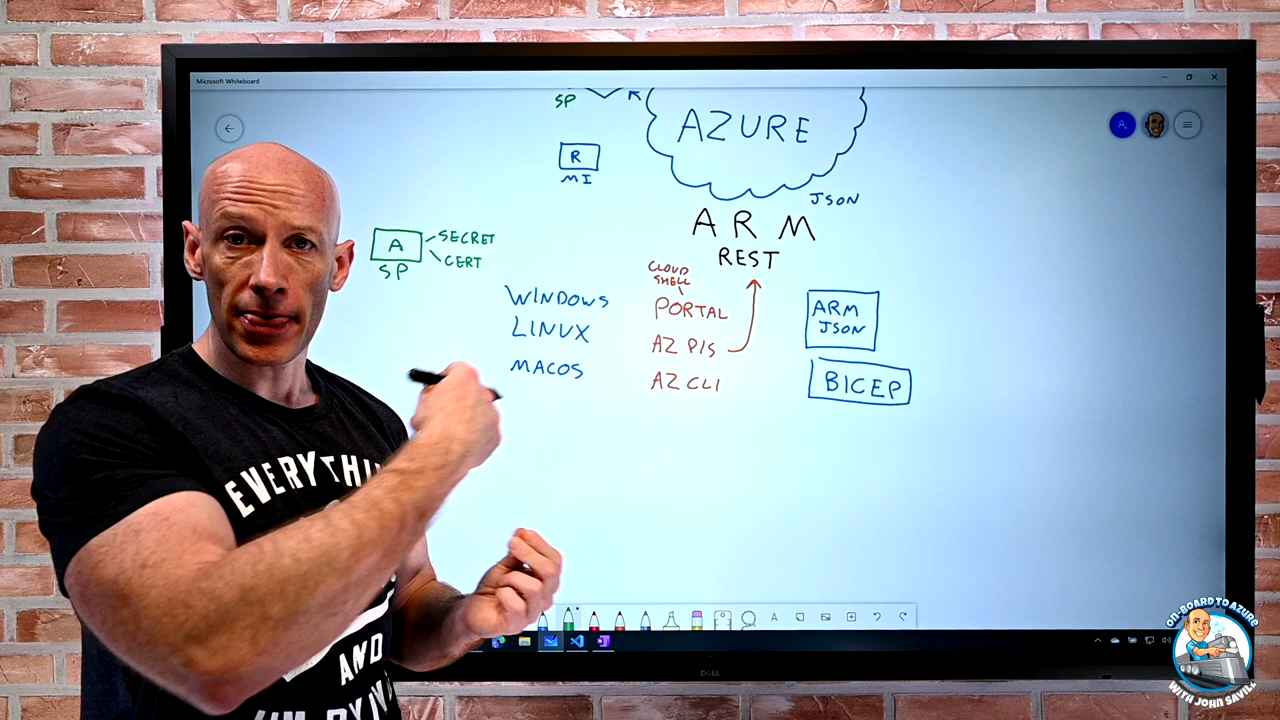 Microsoft Whiteboard
SP
AZURE
R
MI
JSON
ARM
REST
A
SECRET
CERT
SP
CLOUD
SHELL
WINDOWS
PORTAL
LINUX
AZ P/S
MACOS
AZ CLI
ARM
JSON
BICEP
EVERYTHI
AND
A
DELL
ON-BOARD TO AZURE
WITH JOHN SAVILL